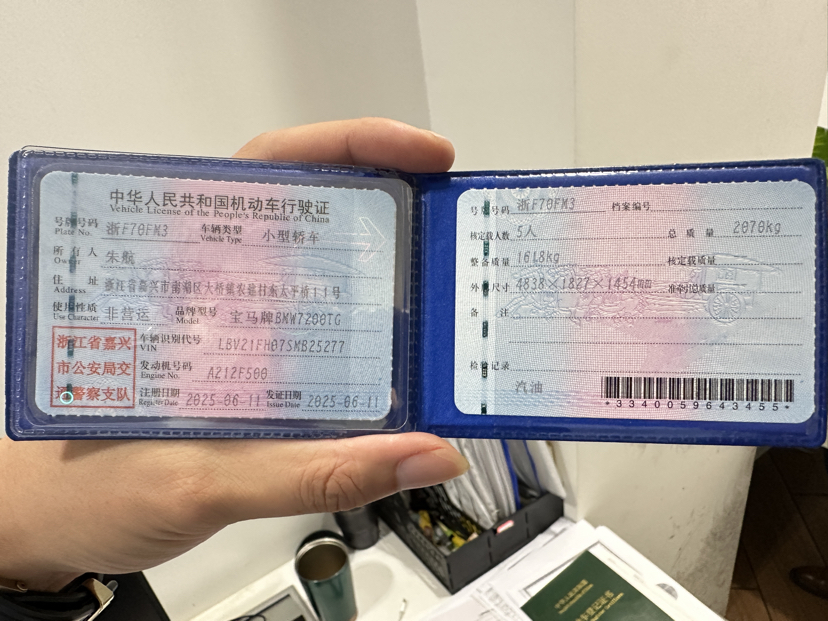 中华人民共和国机动车行驶证
Vehicle License of the People's Republic of China
号牌号码 浙F70FM3 车辆类型 小型轿车
Plate No. Vehicle Type
所有人 朱航
Owner
住址 浙江省嘉兴市南湖区大桥镇农 村东太平桥11号
Address
使用性质 非营运 品牌型号 宝马牌BMW7200TG
Use Character Model
浙江省嘉兴
市公安局交
通警察支队
车辆识别代号 LBV21FH07SMB25277
VIN
发动机号码 A212F500
Engine No.
注册日期 2025-06-11 发证日期 2025-06-11
Register Date Issue Date
号牌号码 浙F70FM3 档案编号
核定载人数 5人 总质量 2070kg
整备质量 1618kg 核定载质量
外廓尺寸 4838×1827×1454mm 准牵引总质量
备注
检验记录
汽油
*3340059643455*